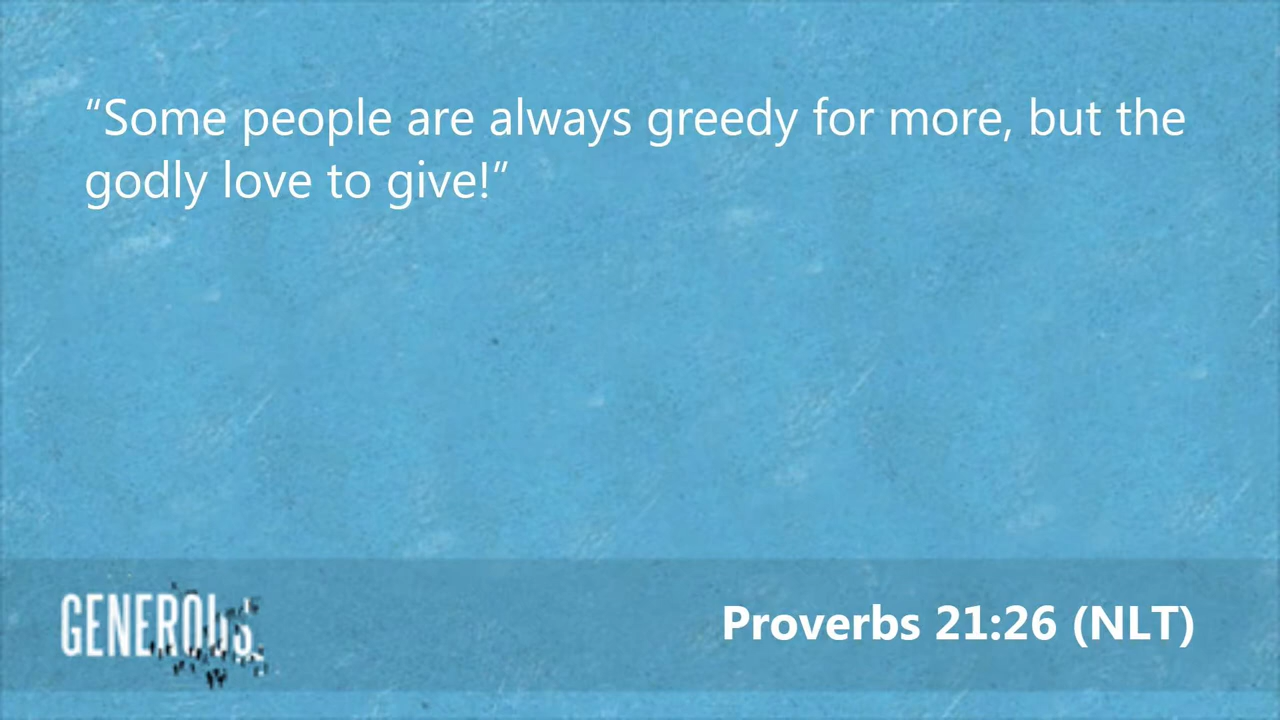 “Some people are always greedy for more, but the
godly love to give!”
GENEROUS
Proverbs 21:26 (NLT)